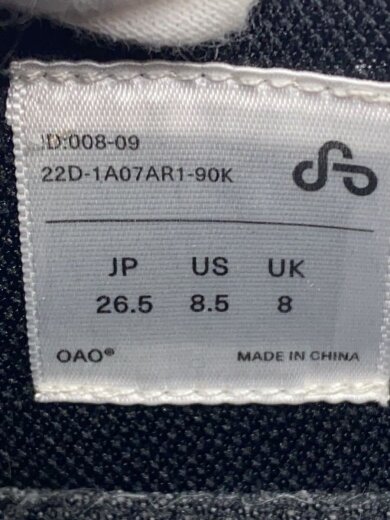 ID:008-09
22D-1A07AR1-90K
JP US UK
26.5 8.5 8
OAO® MADE IN CHINA